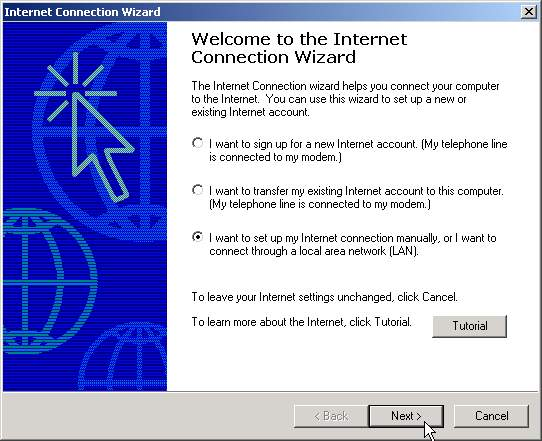 Internet Connection Wizard
Welcome to the Internet
Connection Wizard
The Internet Connection wizard helps you connect your computer
to the Internet. You can use this wizard to set up a new or
existing Internet account.
I want to sign up for a new Internet account. (My telephone line
is connected to my modem.)
I want to transfer my existing Internet account to this computer.
(My telephone line is connected to my modem.)
I want to set up my Internet connection manually, or I want to
connect through a local area network (LAN).
To leave your Internet settings unchanged, click Cancel.
To learn more about the Internet, click Tutorial.
Tutorial
< Back
Next >
Cancel